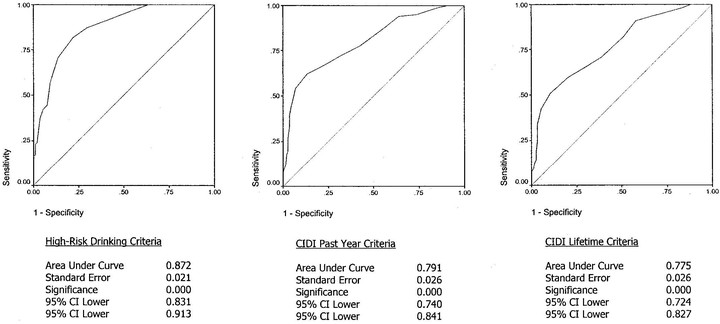 1.00
.75
.50
.25
0.00
Sensitivity
0.00 .25 .50 .75 1.00
1 - Specificity
High-Risk Drinking Criteria
Area Under Curve 0.872
Standard Error 0.021
Significance 0.000
95% CI Lower 0.831
95% CI Lower 0.913
1.00
.75
.50
.25
0.00
Sensitivity
0.00 .25 .50 .75 1.00
1 - Specificity
CIDI Past Year Criteria
Area Under Curve 0.791
Standard Error 0.026
Significance 0.000
95% CI Lower 0.740
95% CI Lower 0.841
1.00
.75
.50
.25
0.00
Sensitivity
0.00 .25 .50 .75 1.00
1 - Specificity
CIDI Lifetime Criteria
Area Under Curve 0.775
Standard Error 0.026
Significance 0.000
95% CI Lower 0.724
95% CI Lower 0.827